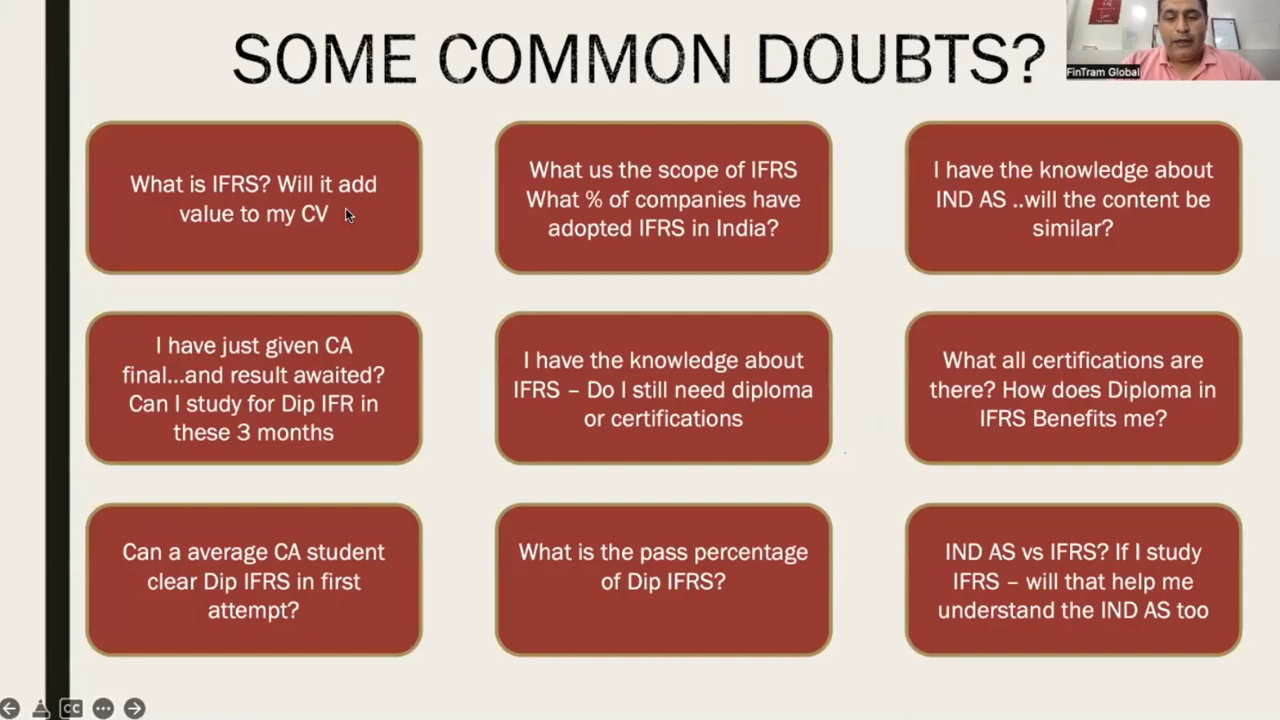 SOME COMMON DOUBTS?
FinTram Global
What is IFRS? Will it add
value to my CV
What us the scope of IFRS
What % of companies have
adopted IFRS in India?
I have the knowledge about
IND AS ..will the content be
similar?
I have just given CA
final...and result awaited?
Can I study for Dip IFR in
these 3 months
I have the knowledge about
IFRS – Do I still need diploma
or certifications
What all certifications are
there? How does Diploma in
IFRS Benefits me?
Can a average CA student
clear Dip IFRS in first
attempt?
What is the pass percentage
of Dip IFRS?
IND AS vs IFRS? If I study
IFRS – will that help me
understand the IND AS too
CC